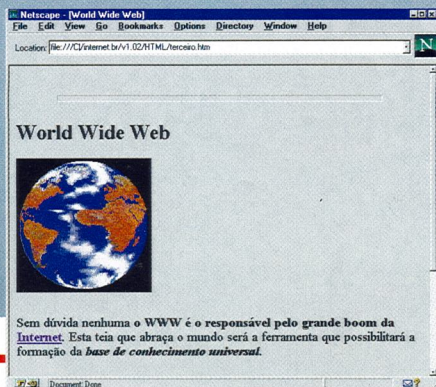 Netscape - [World Wide Web]
File Edit View Go Bookmarks Options Directory Window Help
Location: file:///C|/internet.br/v1.02/HTML/terceiro.htm
N
World Wide Web
Sem dúvida nenhuma o WWW é o responsável pelo grande boom da
Internet. Esta teia que abraça o mundo será a ferramenta que possibilitará a
formação da base de conhecimento universal.
Document: Done